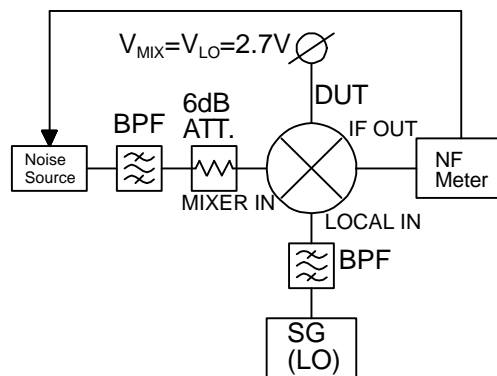 V_MIX=V_LO=2.7V
DUT
6dB
ATT.
BPF
IF OUT
Noise
Source
NF
Meter
MIXER IN
LOCAL IN
BPF
SG
(LO)